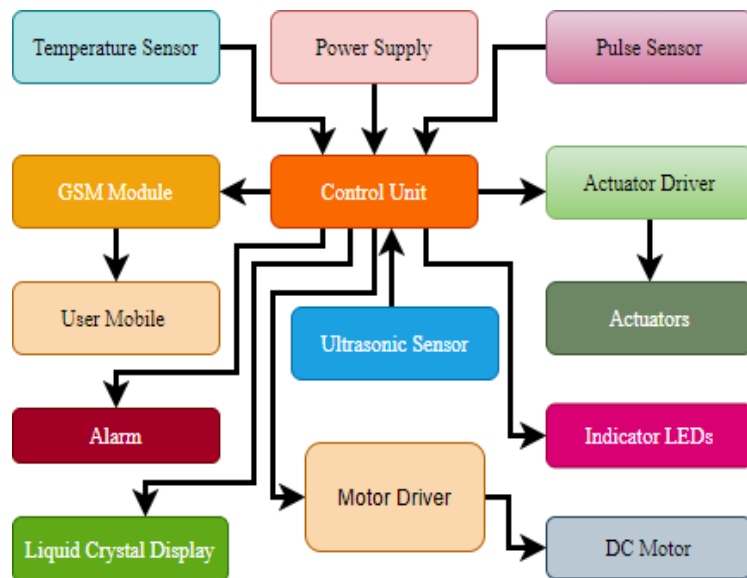 Temperature Sensor
Power Supply
Pulse Sensor
GSM Module
Control Unit
Actuator Driver
User Mobile
Ultrasonic Sensor
Actuators
Alarm
Indicator LEDs
Motor Driver
Liquid Crystal Display
DC Motor